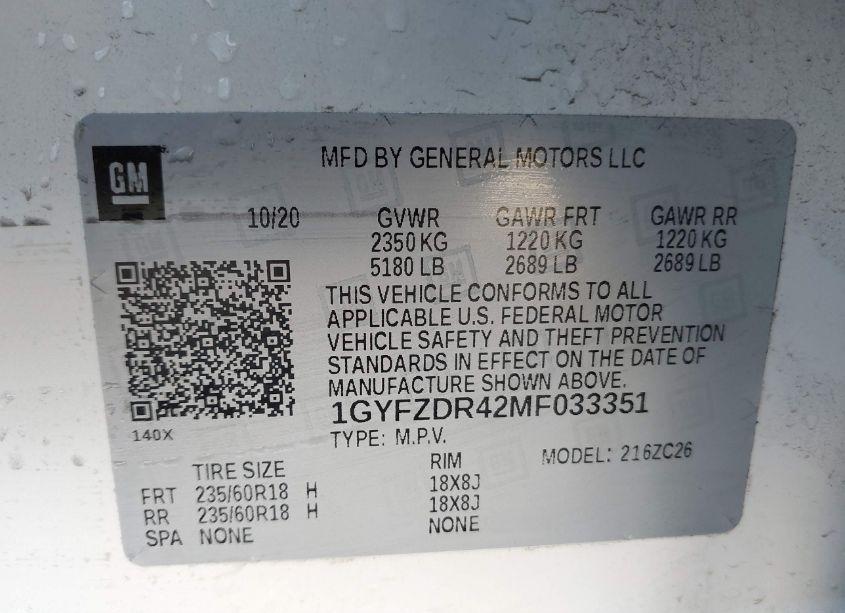 GM
MFD BY GENERAL MOTORS LLC
10/20 GVWR GAWR FRT GAWR RR
2350 KG 1220 KG 1220 KG
5180 LB 2689 LB 2689 LB
THIS VEHICLE CONFORMS TO ALL
APPLICABLE U.S. FEDERAL MOTOR
VEHICLE SAFETY AND THEFT PREVENTION
STANDARDS IN EFFECT ON THE DATE OF
MANUFACTURE SHOWN ABOVE.
1GYFZDR42MF033351
140X
TYPE: M.P.V.
MODEL: 216ZC26
TIRE SIZE RIM
FRT 235/60R18 H 18X8J
RR 235/60R18 H 18X8J
SPA NONE NONE